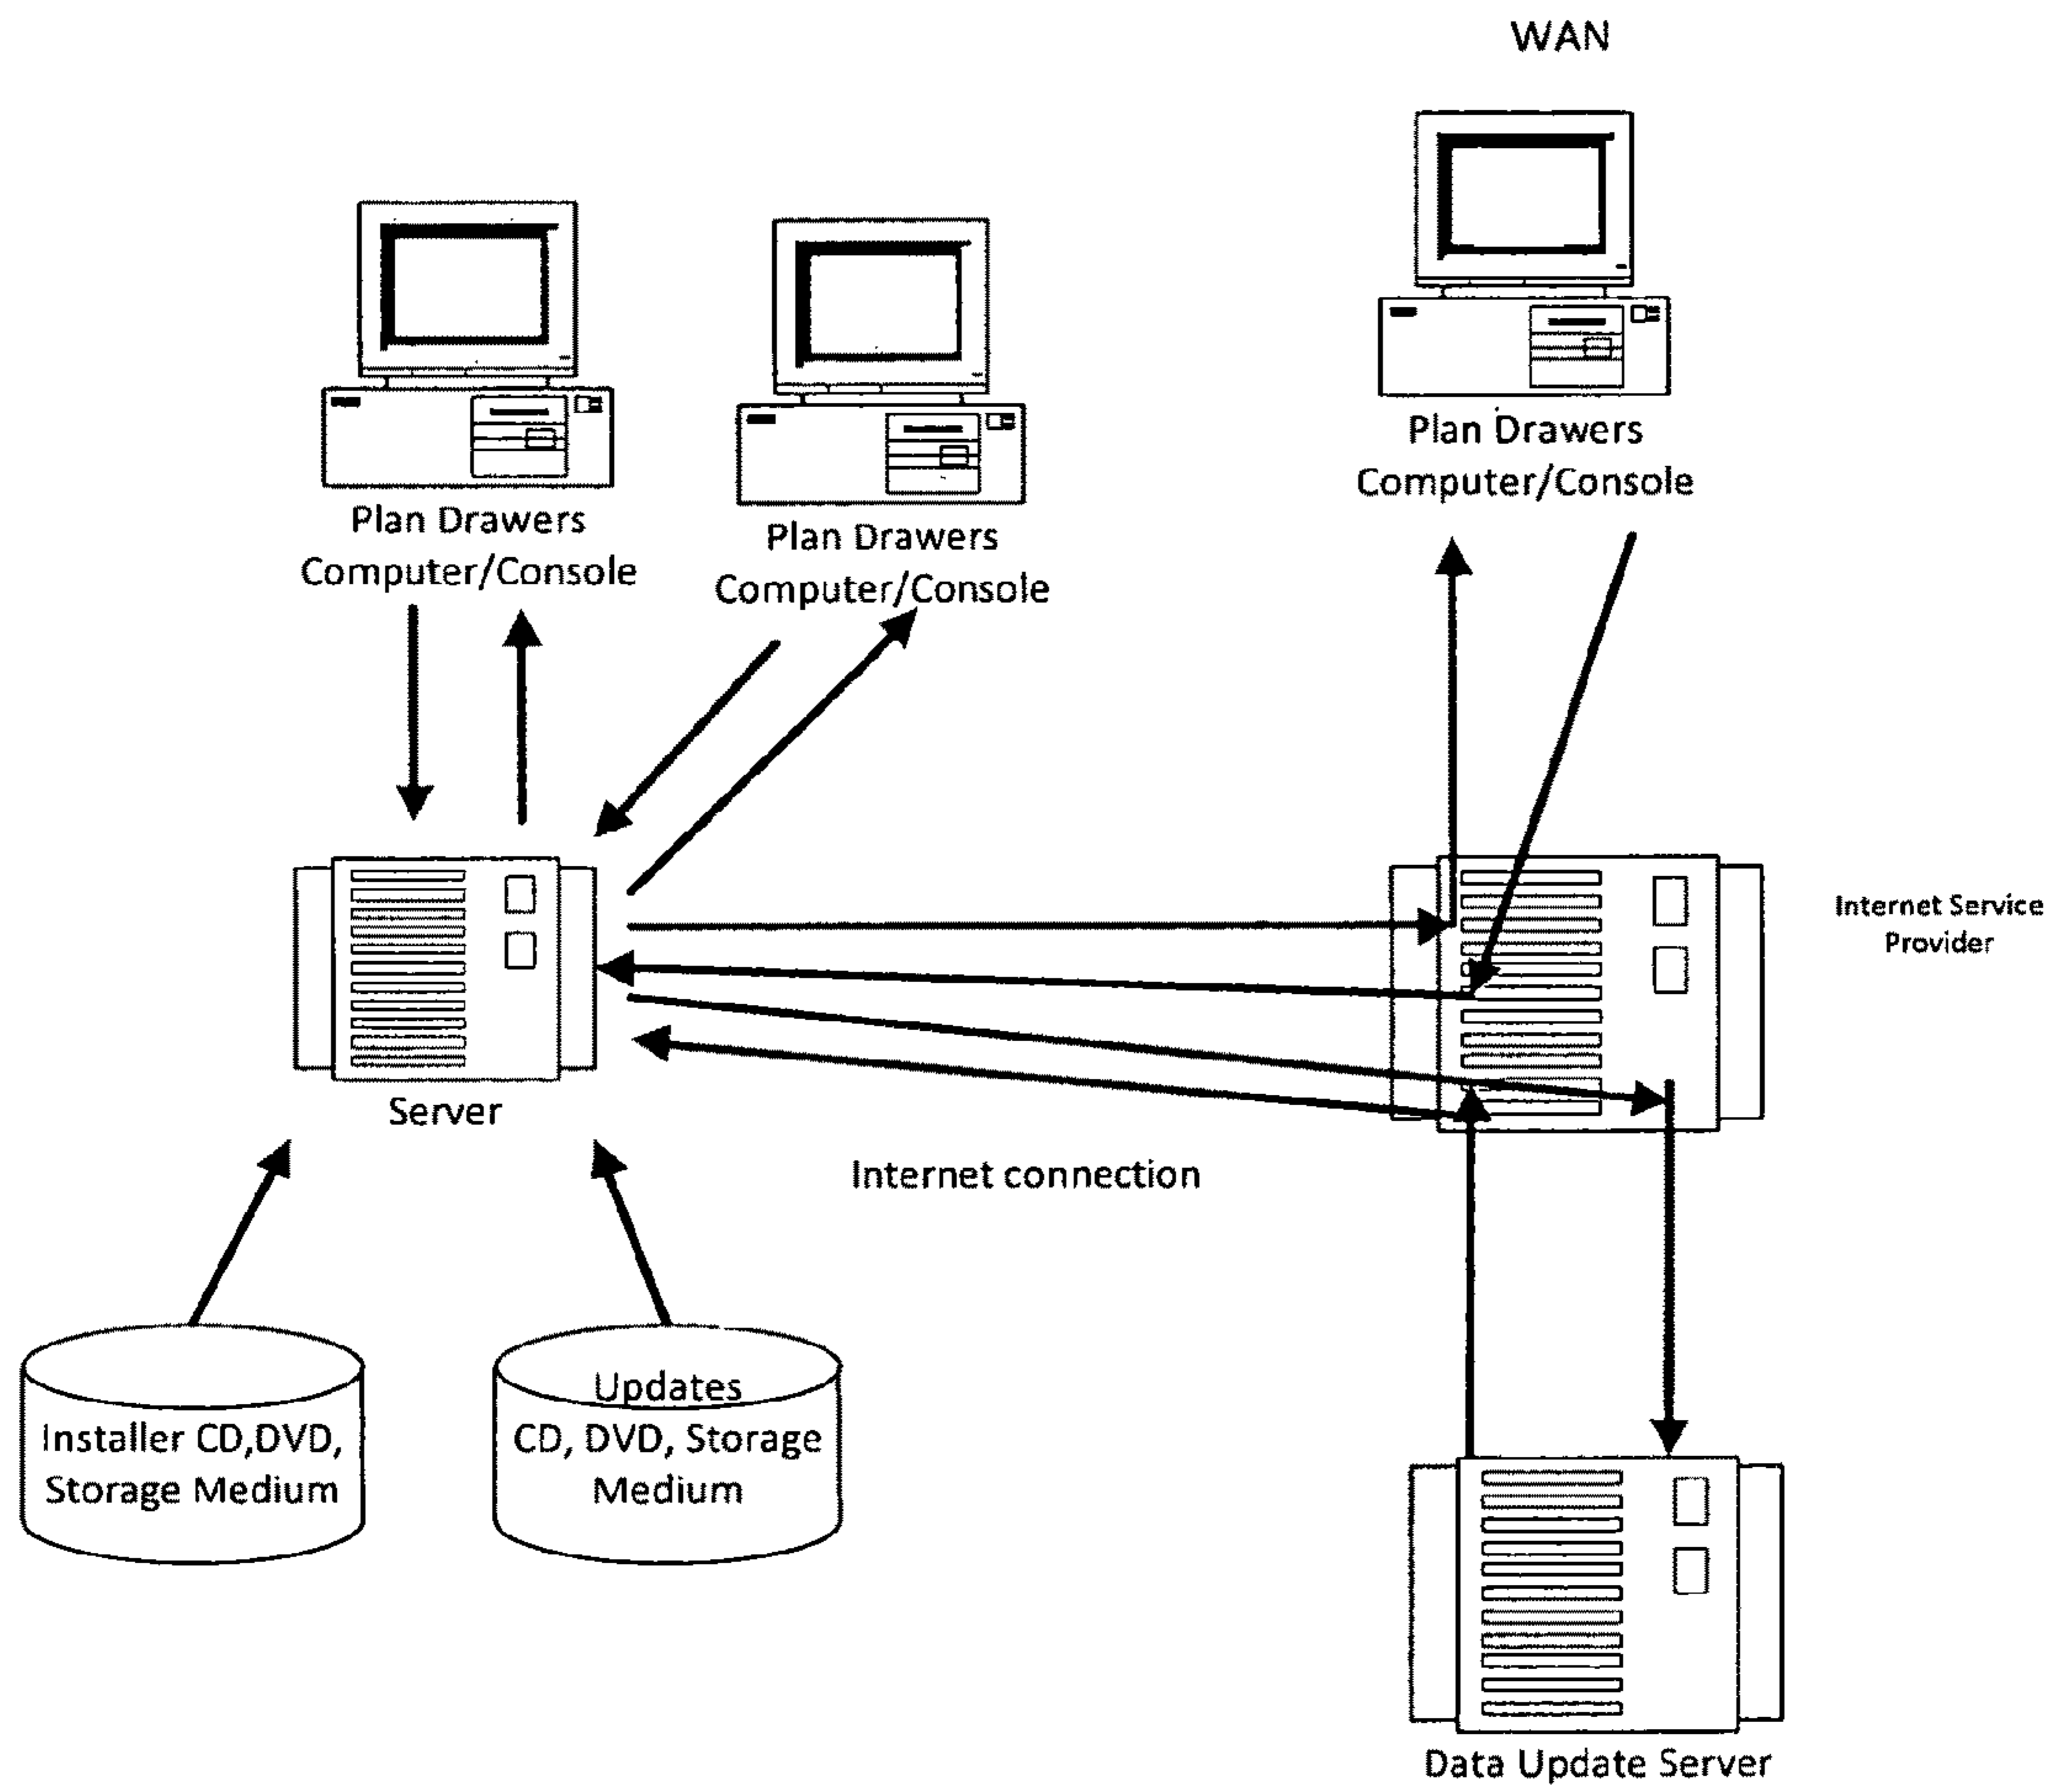 WAN
Plan Drawers
Computer/Console
Plan Drawers
Computer/Console
Plan Drawers
Computer/Console
Internet Service
Provider
Server
Internet connection
Installer CD,DVD,
Storage Medium
Updates
CD, DVD, Storage
Medium
Data Update Server